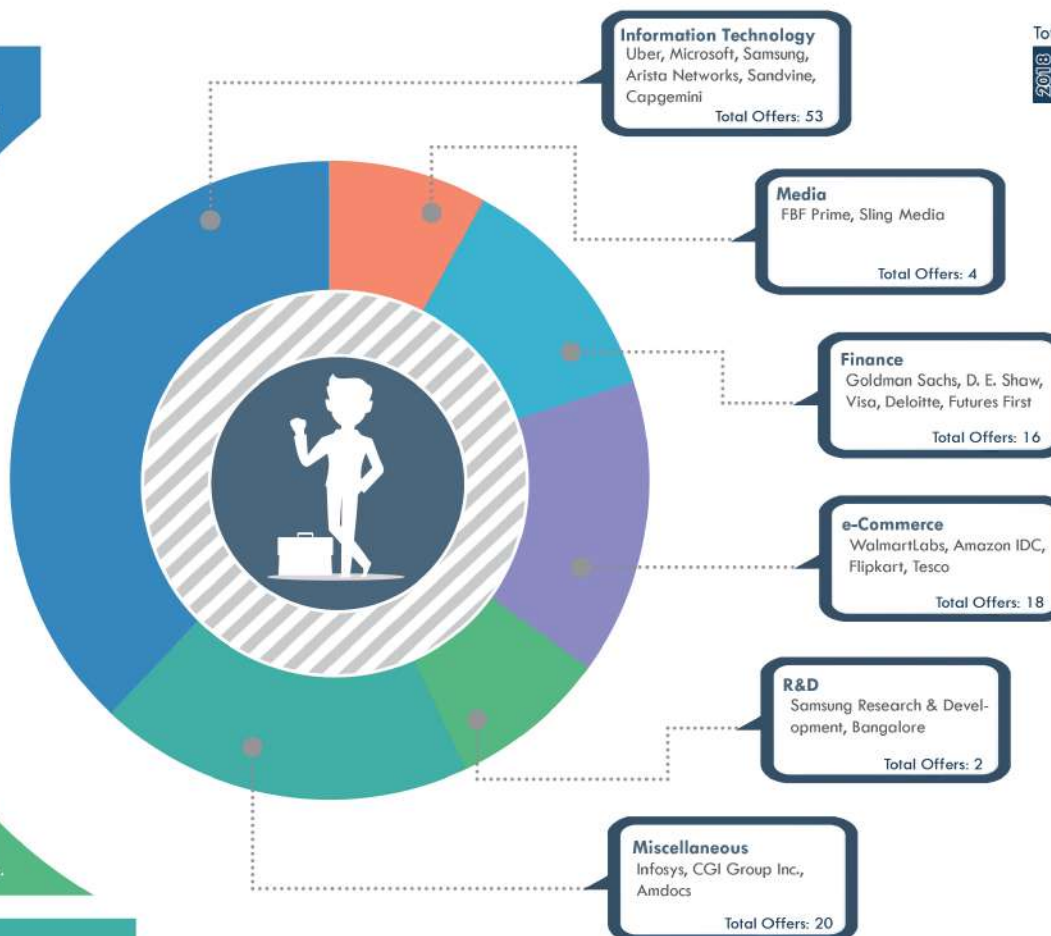 Information Technology
Uber, Microsoft, Samsung,
Arista Networks, Sandvine,
Capgemini
Total Offers: 53
2018
Media
FBF Prime, Sling Media
Total Offers: 4
Finance
Goldman Sachs, D. E. Shaw,
Visa, Deloitte, Futures First
Total Offers: 16
e-Commerce
WalmartLabs, Amazon IDC,
Flipkart, Tesco
Total Offers: 18
R&D
Samsung Research & Devel-
opment, Bangalore
Total Offers: 2
Miscellaneous
Infosys, CGI Group Inc.,
Amdocs
Total Offers: 20